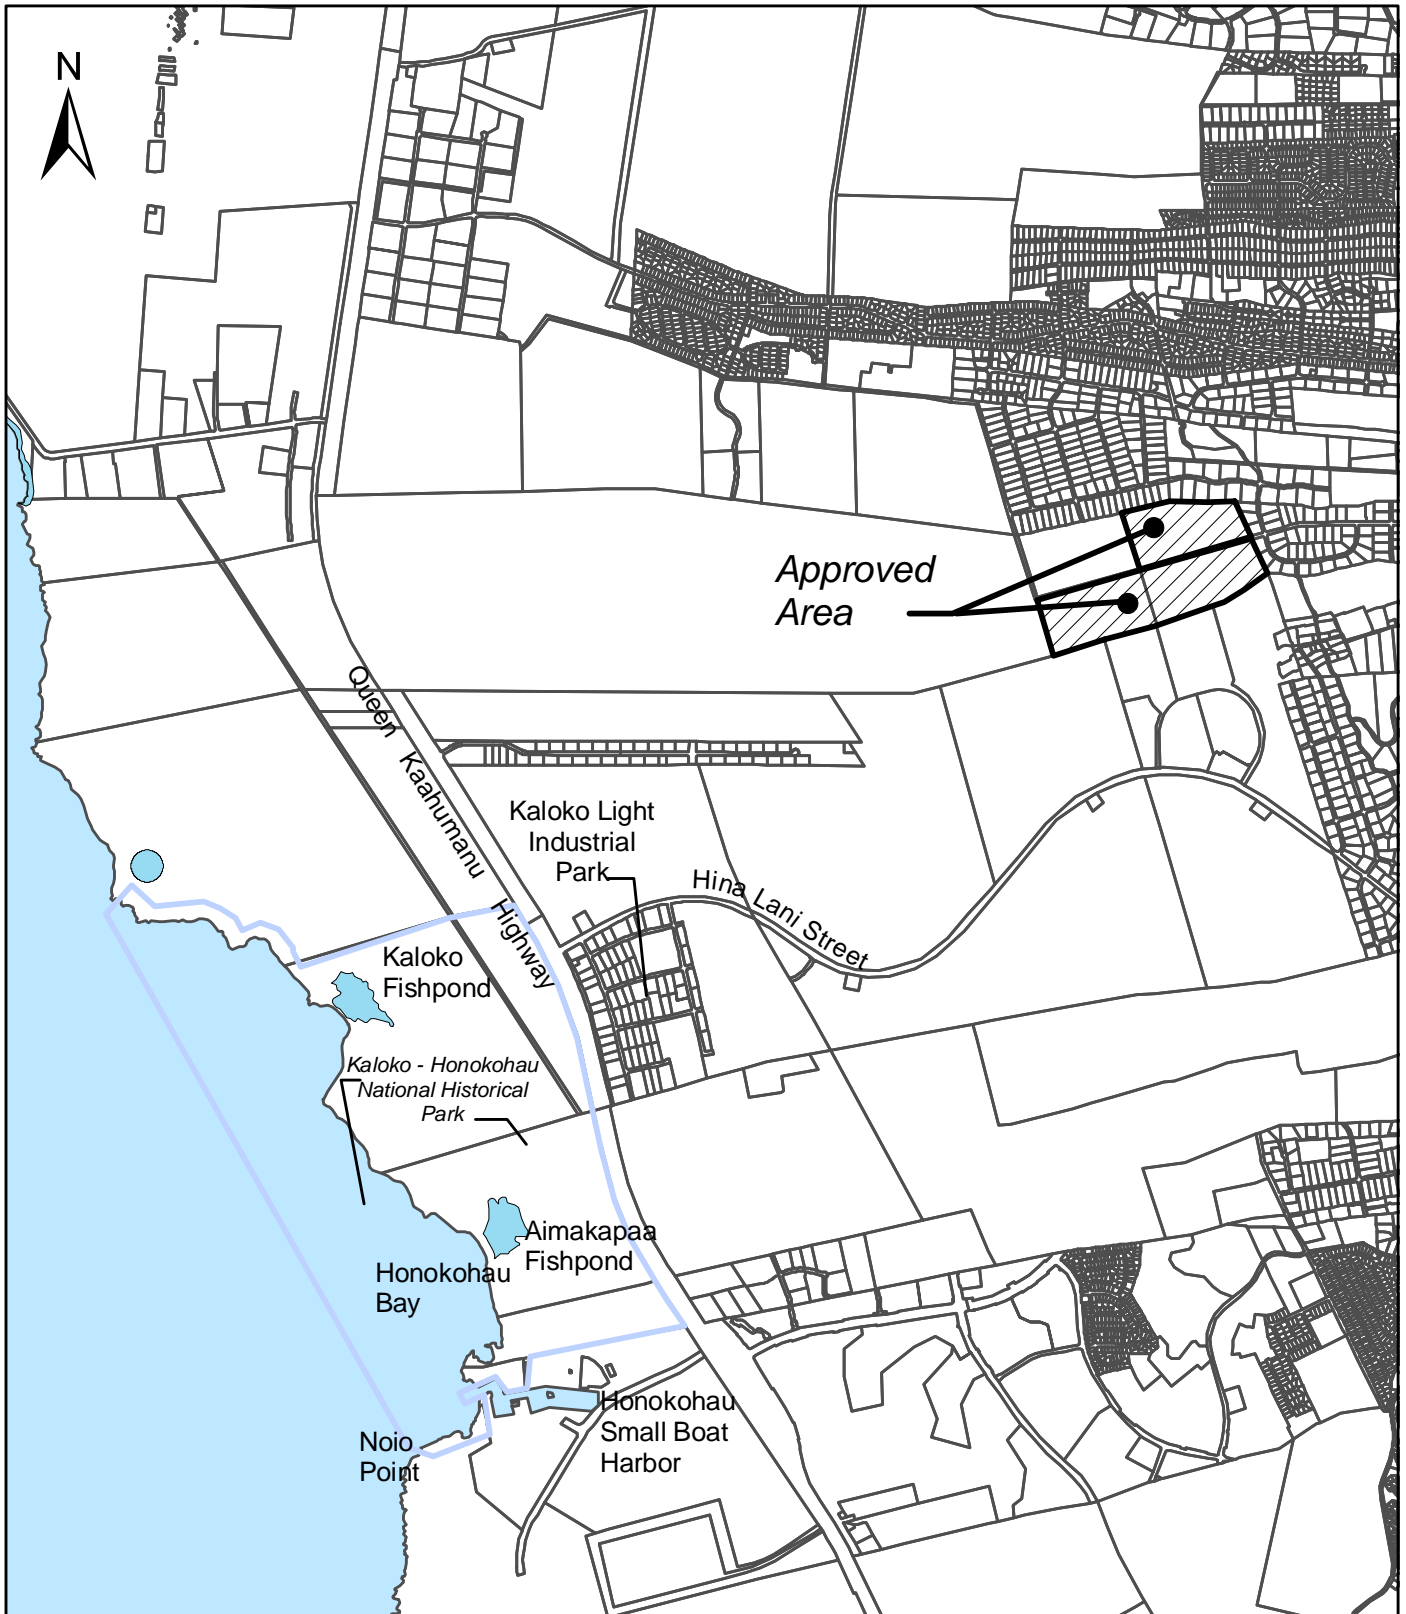 N
Approved
Area
Queen Kaahumanu Highway
Kaloko Light
Industrial
Park
Hina Lani Street
Kaloko
Fishpond
Kaloko - Honokohau
National Historical
Park
Aimakapaa
Fishpond
Honokohau
Bay
Honokohau
Small Boat
Harbor
Noio
Point